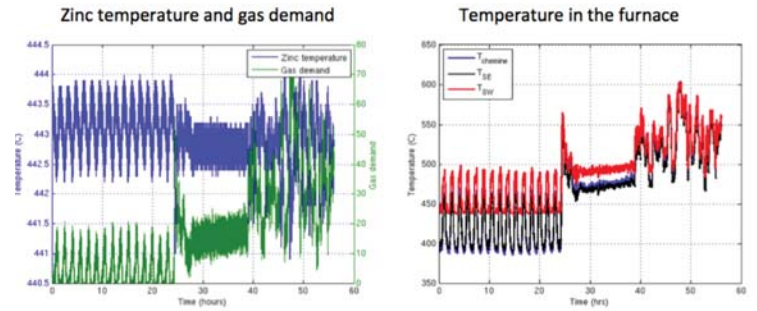 Zinc temperature and gas demand
Temperature in the furnace
444.5
444
443.5
443
442.5
442
441.5
441
440.5
Temperature (C)
Zinc temperature
Gas demand
80
70
60
50
40
30
20
10
0
Gas demand
0 10 20 30 40 50 60
Time (hours)
650
600
550
500
450
400
350
Temperature (C)
T chemine
T SE
T SW
0 10 20 30 40 50 60
Time (hrs)